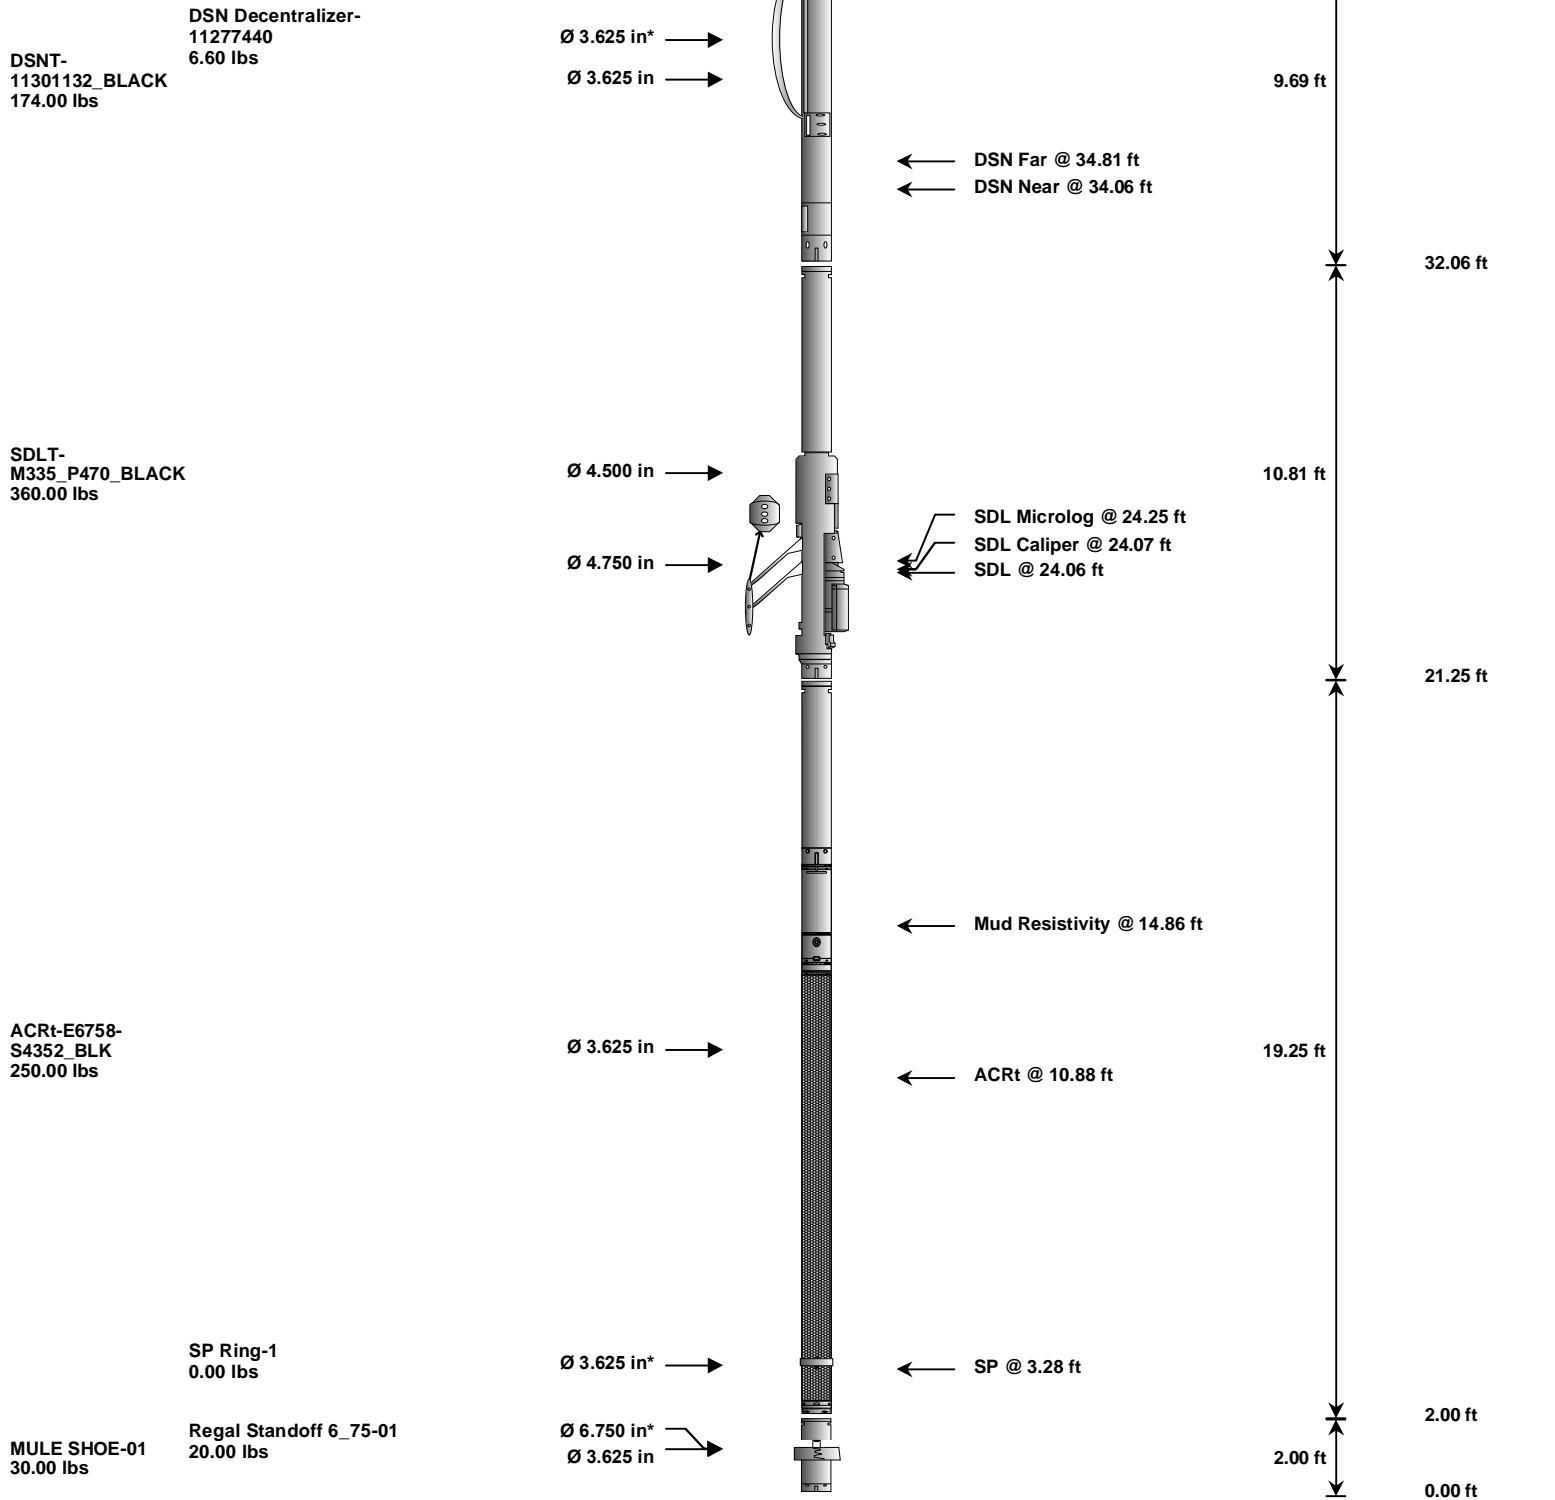 DSN Decentralizer-
11277440
6.60 lbs
Ø 3.625 in*
DSNT-
11301132_BLACK
174.00 lbs
Ø 3.625 in
9.69 ft
DSN Far @ 34.81 ft
DSN Near @ 34.06 ft
32.06 ft
SDLT-
M335_P470_BLACK
360.00 lbs
Ø 4.500 in
10.81 ft
SDL Microlog @ 24.25 ft
SDL Caliper @ 24.07 ft
Ø 4.750 in
SDL @ 24.06 ft
21.25 ft
Mud Resistivity @ 14.86 ft
ACRt-E6758-
S4352_BLK
250.00 lbs
Ø 3.625 in
19.25 ft
ACRt @ 10.88 ft
SP Ring-1
0.00 lbs
Ø 3.625 in*
SP @ 3.28 ft
2.00 ft
Regal Standoff 6_75-01
20.00 lbs
Ø 6.750 in*
MULE SHOE-01
30.00 lbs
Ø 3.625 in
2.00 ft
0.00 ft